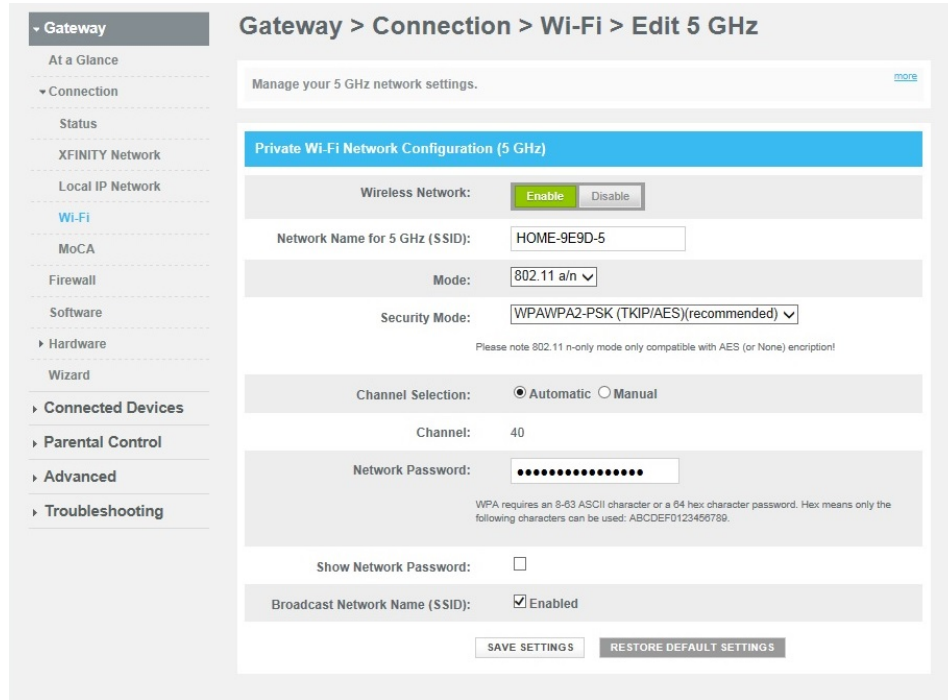 Gateway
At a Glance
Connection
Status
XFINITY Network
Local IP Network
Wi-Fi
MoCA
Firewall
Software
Hardware
Wizard
Connected Devices
Parental Control
Advanced
Troubleshooting
Gateway > Connection > Wi-Fi > Edit 5 GHz
Manage your 5 GHz network settings.
more
Private Wi-Fi Network Configuration (5 GHz)
Wireless Network: Enable Disable
Network Name for 5 GHz (SSID): HOME-9E9D-5
Mode: 802.11 a/n
Security Mode: WPAWPA2-PSK (TKIP/AES)(recommended)
Please note 802.11 n-only mode only compatible with AES (or None) encription!
Channel Selection: Automatic Manual
Channel: 40
Network Password: ••••••••••••••••
WPA requires an 8-63 ASCII character or a 64 hex character password. Hex means only the
following characters can be used: ABCDEF0123456789.
Show Network Password:
Broadcast Network Name (SSID): Enabled
SAVE SETTINGS RESTORE DEFAULT SETTINGS